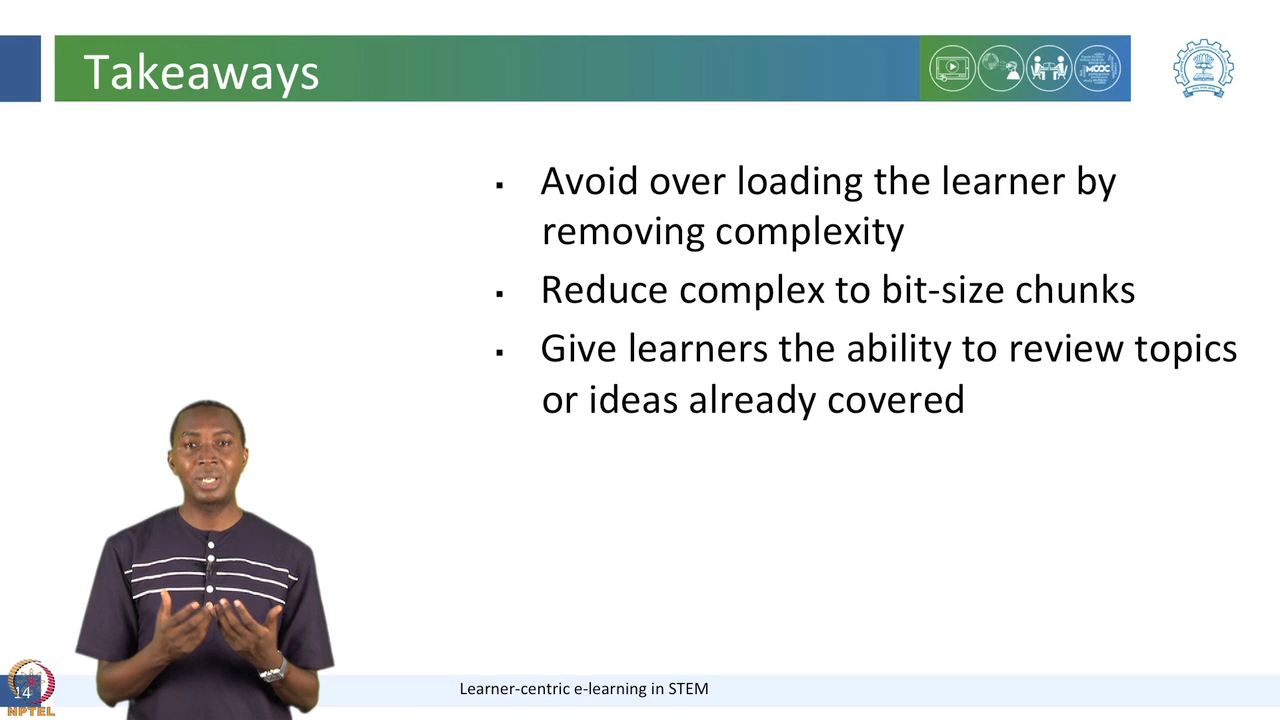 Takeaways
MOOC
▪ Avoid over loading the learner by
removing complexity
▪ Reduce complex to bit-size chunks
▪ Give learners the ability to review topics
or ideas already covered
14
NPTEL
Learner-centric e-learning in STEM